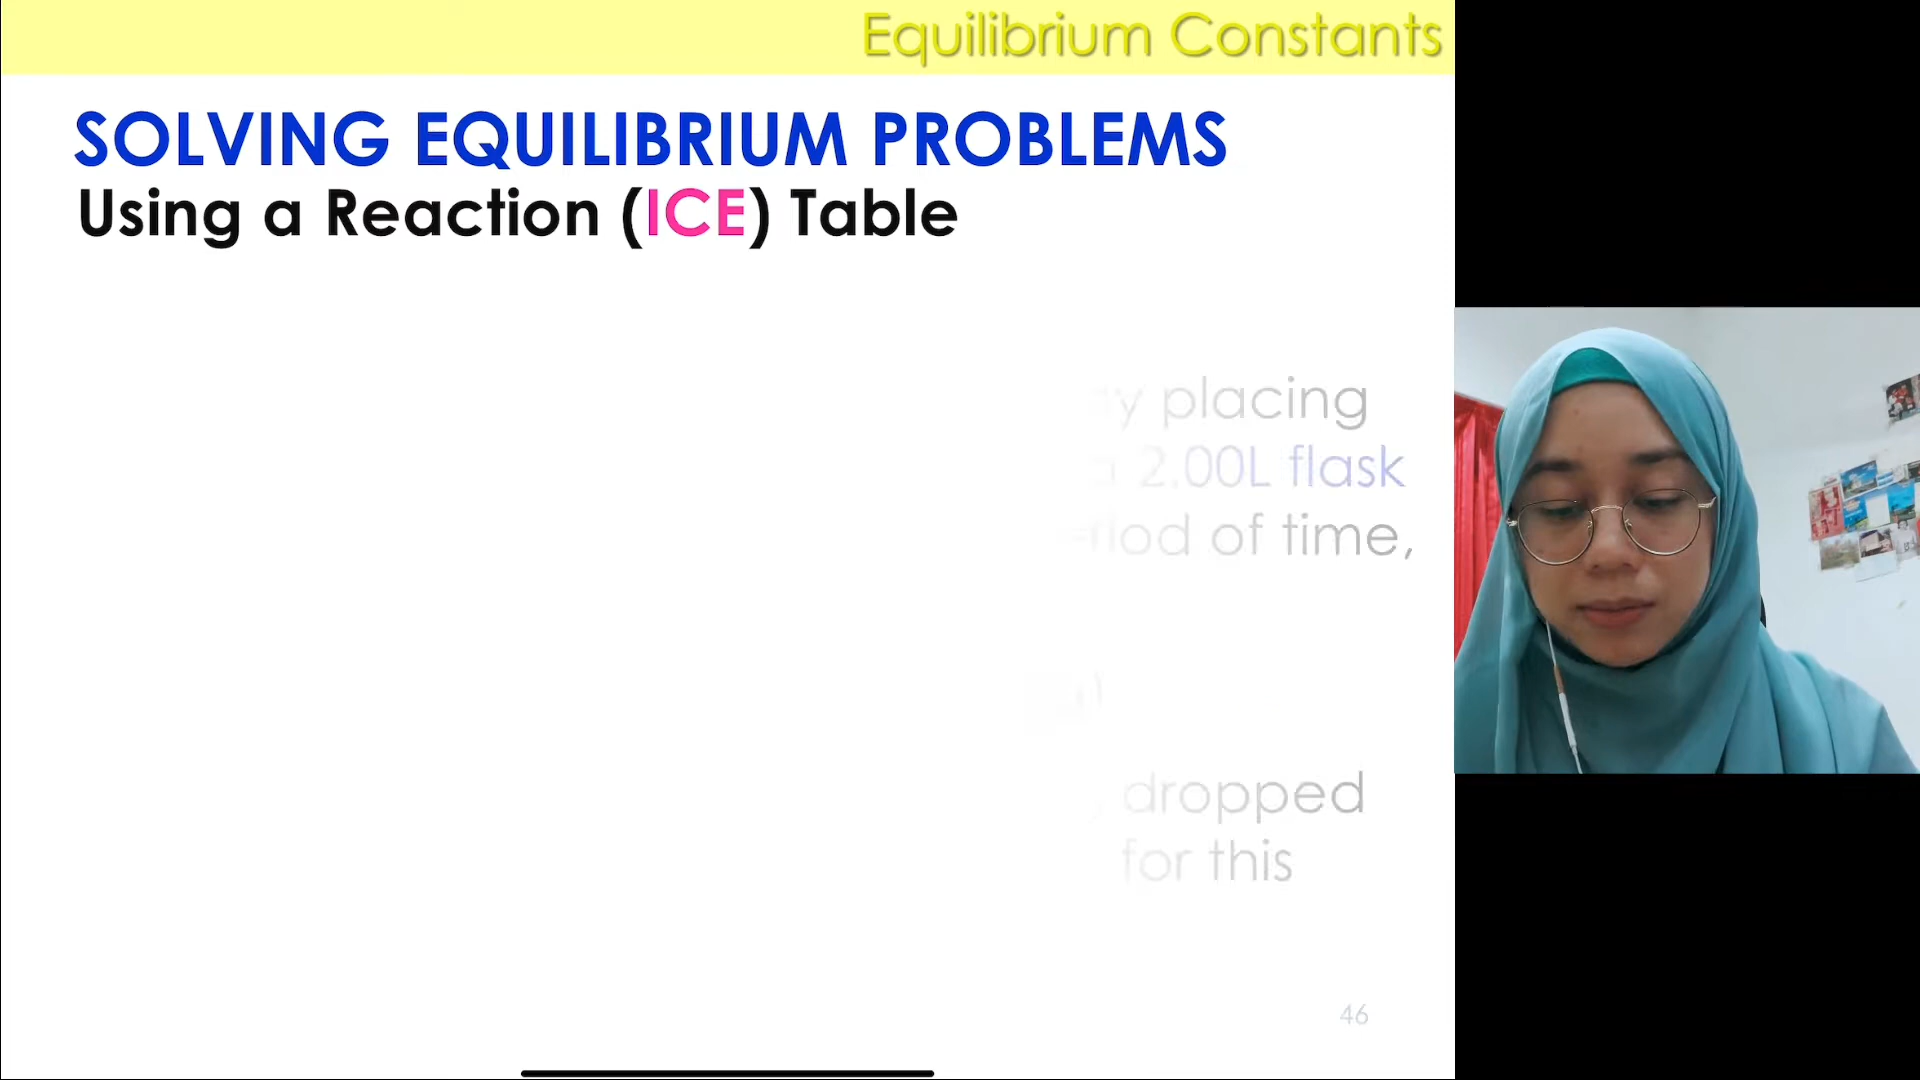 Equilibrium Constants
SOLVING EQUILIBRIUM PROBLEMS
Using a Reaction (ICE) Table
placing
2.00L flask
of time,
dropped
for this
46